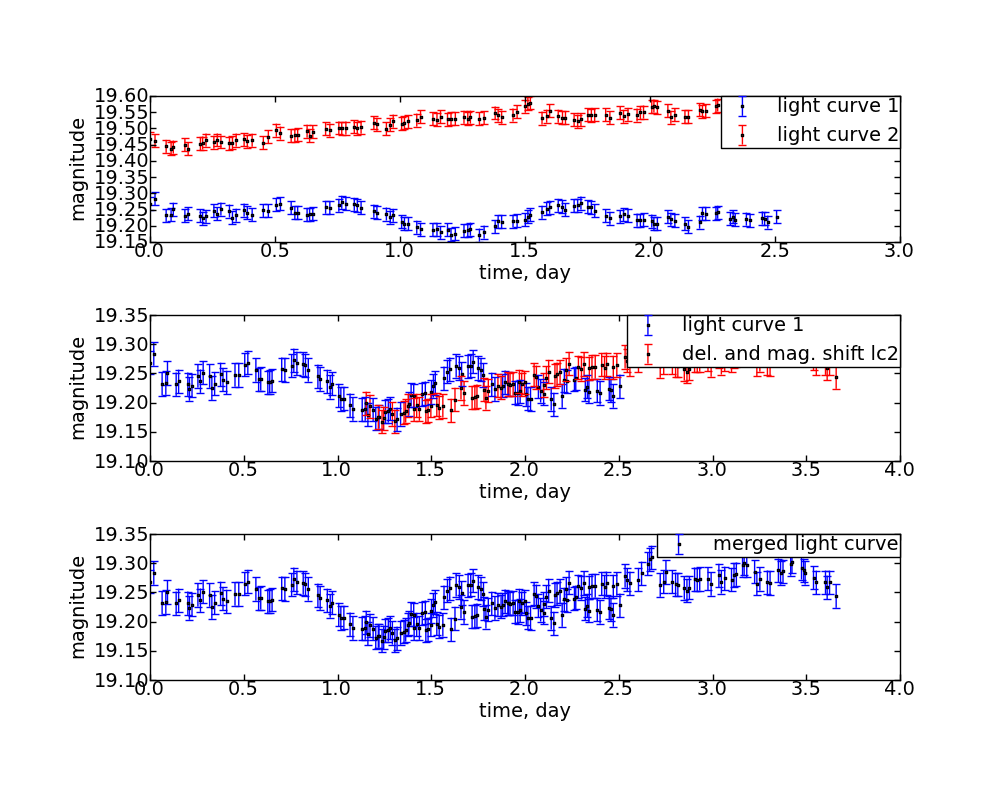 19.60
19.55
19.50
19.45
19.40
19.35
19.30
19.25
19.20
19.15
magnitude
light curve 1
light curve 2
0.0 0.5 1.0 1.5 2.0 2.5 3.0
time, day
19.35
19.30
19.25
19.20
19.15
19.10
magnitude
light curve 1
del. and mag. shift lc2
0.0 0.5 1.0 1.5 2.0 2.5 3.0 3.5 4.0
time, day
19.35
19.30
19.25
19.20
19.15
19.10
magnitude
merged light curve
0.0 0.5 1.0 1.5 2.0 2.5 3.0 3.5 4.0
time, day